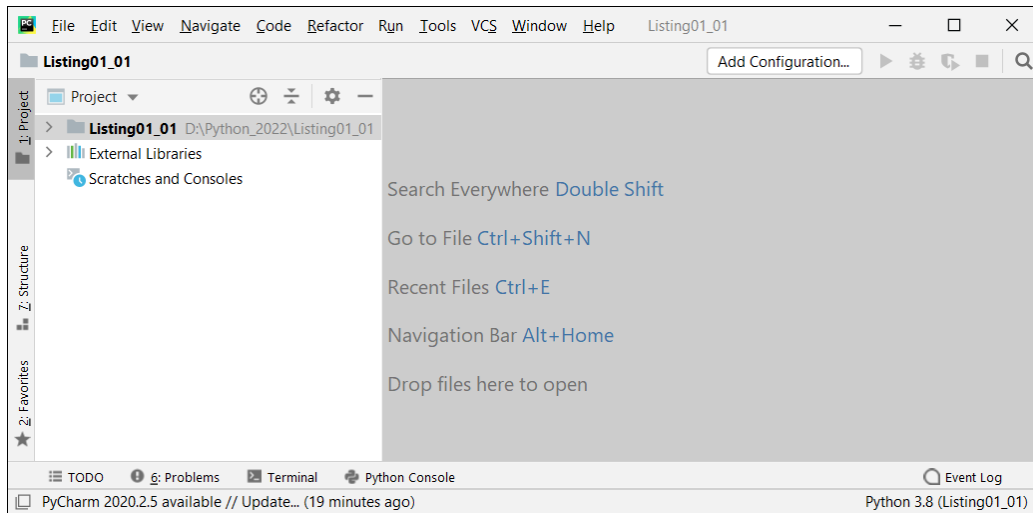 PC File Edit View Navigate Code Refactor Run Tools VCS Window Help Listing01_01
Listing01_01
Add Configuration...
1: Project
Project
Listing01_01 D:\Python_2022\Listing01_01
External Libraries
Scratches and Consoles
Search Everywhere Double Shift
Go to File Ctrl+Shift+N
Recent Files Ctrl+E
Navigation Bar Alt+Home
Drop files here to open
7: Structure
2: Favorites
TODO 6: Problems Terminal Python Console Event Log
PyCharm 2020.2.5 available // Update... (19 minutes ago) Python 3.8 (Listing01_01)